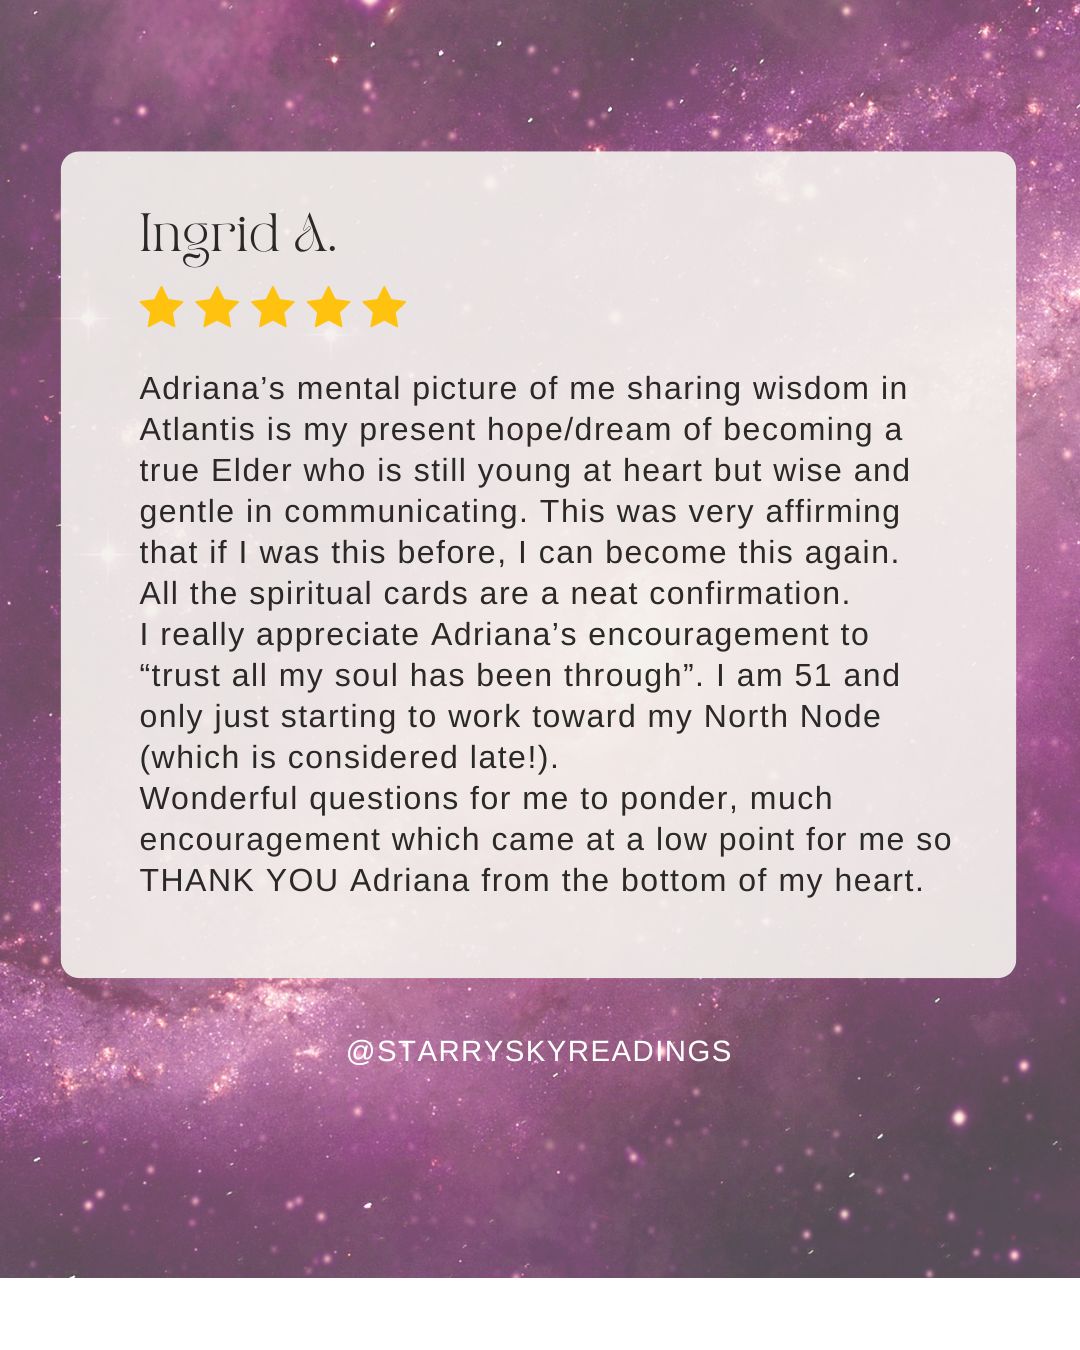 Ingrid A.
Adriana’s mental picture of me sharing wisdom in
Atlantis is my present hope/dream of becoming a
true Elder who is still young at heart but wise and
gentle in communicating. This was very affirming
that if I was this before, I can become this again.
All the spiritual cards are a neat confirmation.
I really appreciate Adriana’s encouragement to
“trust all my soul has been through”. I am 51 and
only just starting to work toward my North Node
(which is considered late!).
Wonderful questions for me to ponder, much
encouragement which came at a low point for me so
THANK YOU Adriana from the bottom of my heart.
@STARRYSKYREADINGS